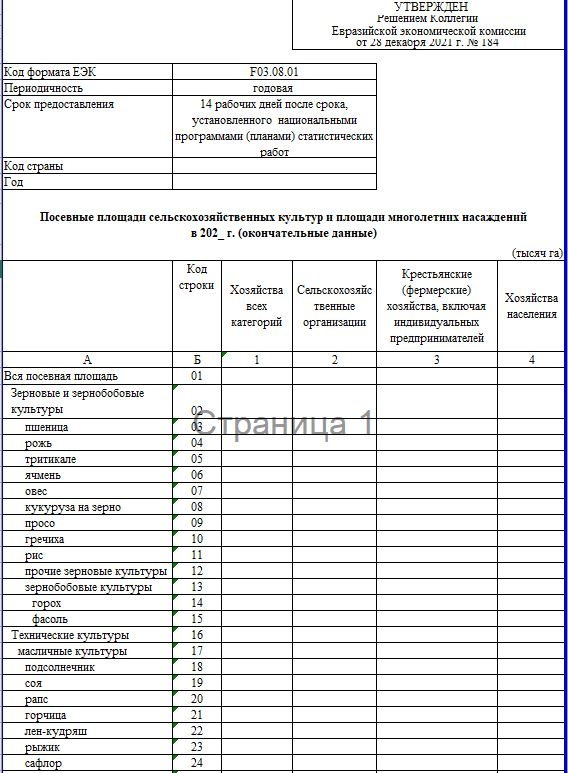 УТВЕРЖДЕН
Решением Коллегии
Евразийской экономической комиссии
от 28 декабря 2021 г. № 184
Код формата ЕЭК F03.08.01
Периодичность годовая
Срок предоставления 14 рабочих дней после срока,
установленного национальными
программами (планами) статистических
работ
Код страны
Год
Посевные площади сельскохозяйственных культур и площади многолетних насаждений
в 202_ г. (окончательные данные)
(тысяч га)
Код
строки
Хозяйства
всех
категорий
Сельскохозяйс
твенные
организации
Крестьянские
(фермерские)
хозяйства, включая
индивидуальных
предпринимателей
Хозяйства
населения
А Б 1 2 3 4
Вся посевная площадь 01
Зерновые и зернобобовые
культуры 02
Страница 1
пшеница 03
рожь 04
тритикале 05
ячмень 06
овес 07
кукуруза на зерно 08
просо 09
гречиха 10
рис 11
прочие зерновые культуры 12
зернобобовые культуры 13
горох 14
фасоль 15
Технические культуры 16
масличные культуры 17
подсолнечник 18
соя 19
рапс 20
горчица 21
лен-кудряш 22
рыжик 23
сафлор 24